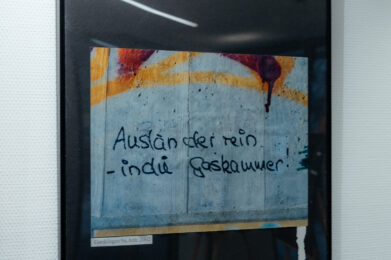 Ausländer rein
- in die Gaskammer!